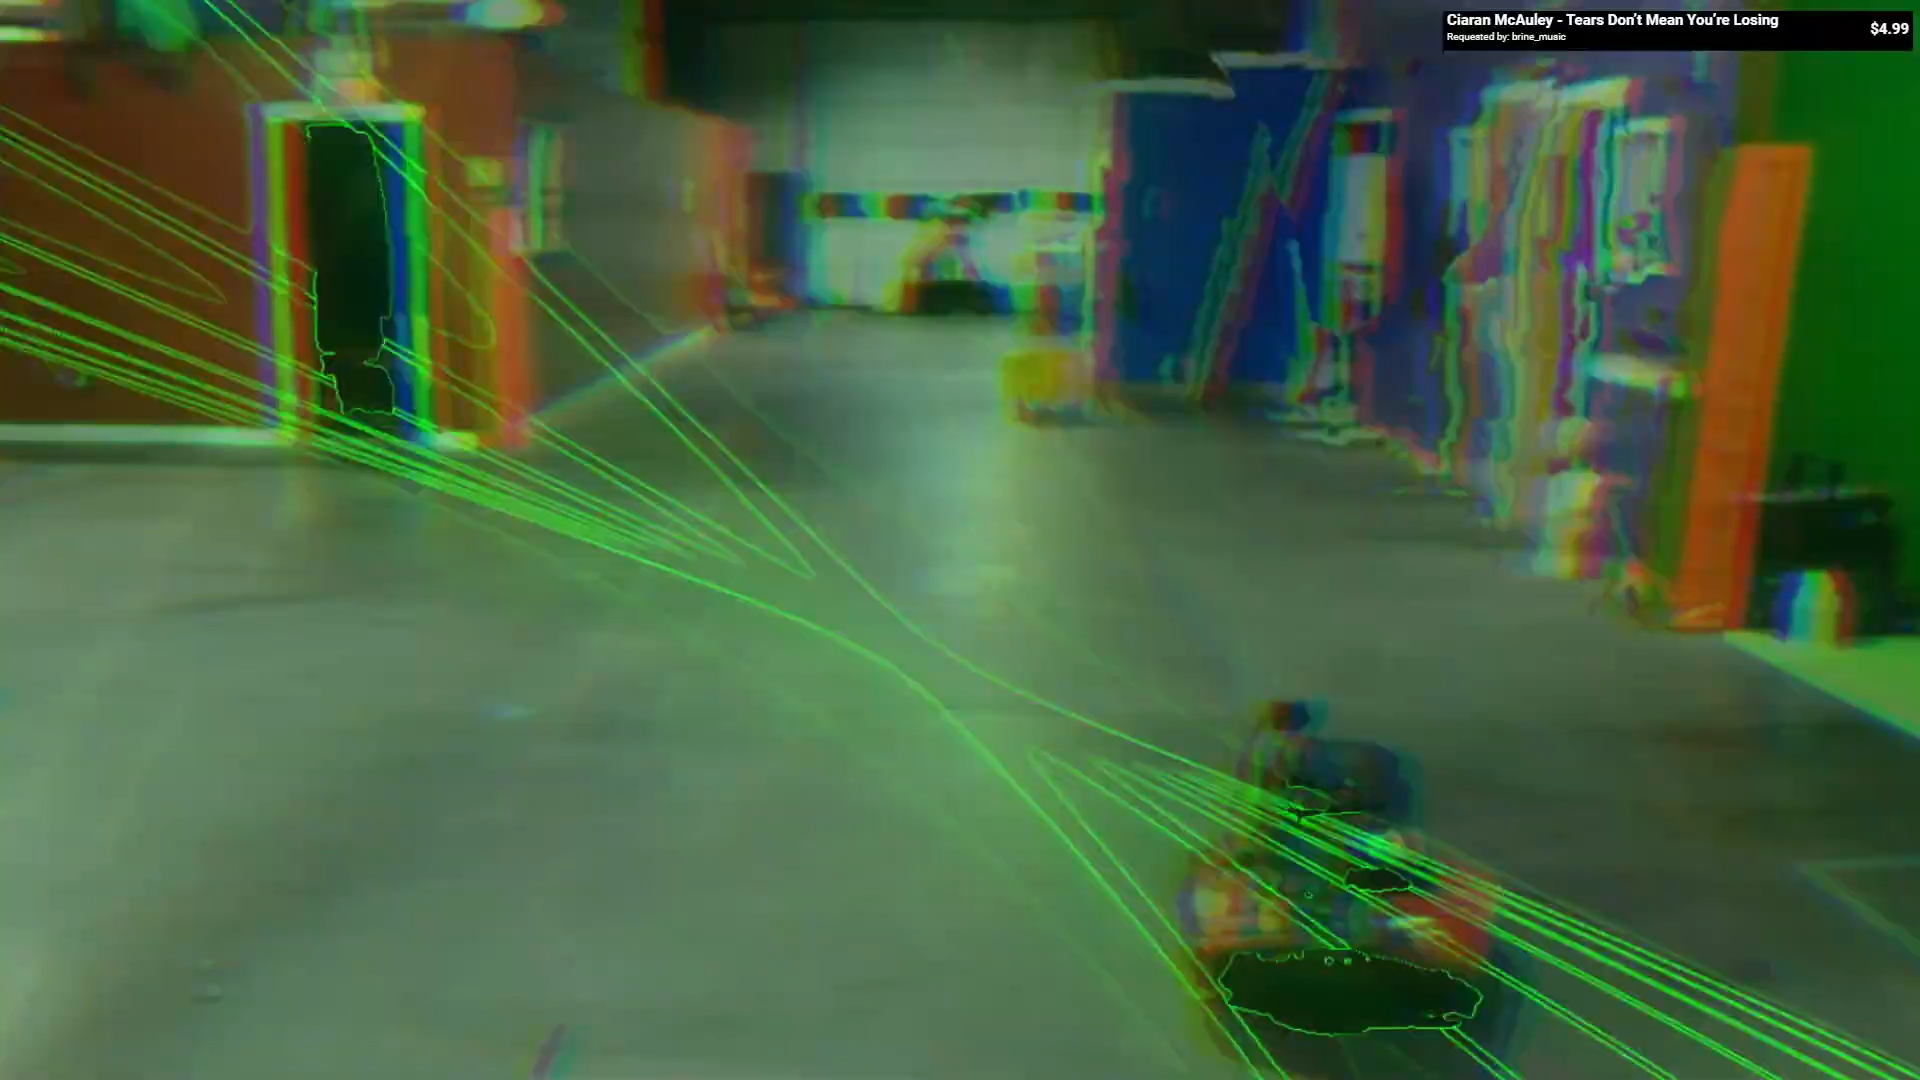 Ciaran McAuley - Tears Don't Mean You're Losing
$4.99
Requested by: brine_music